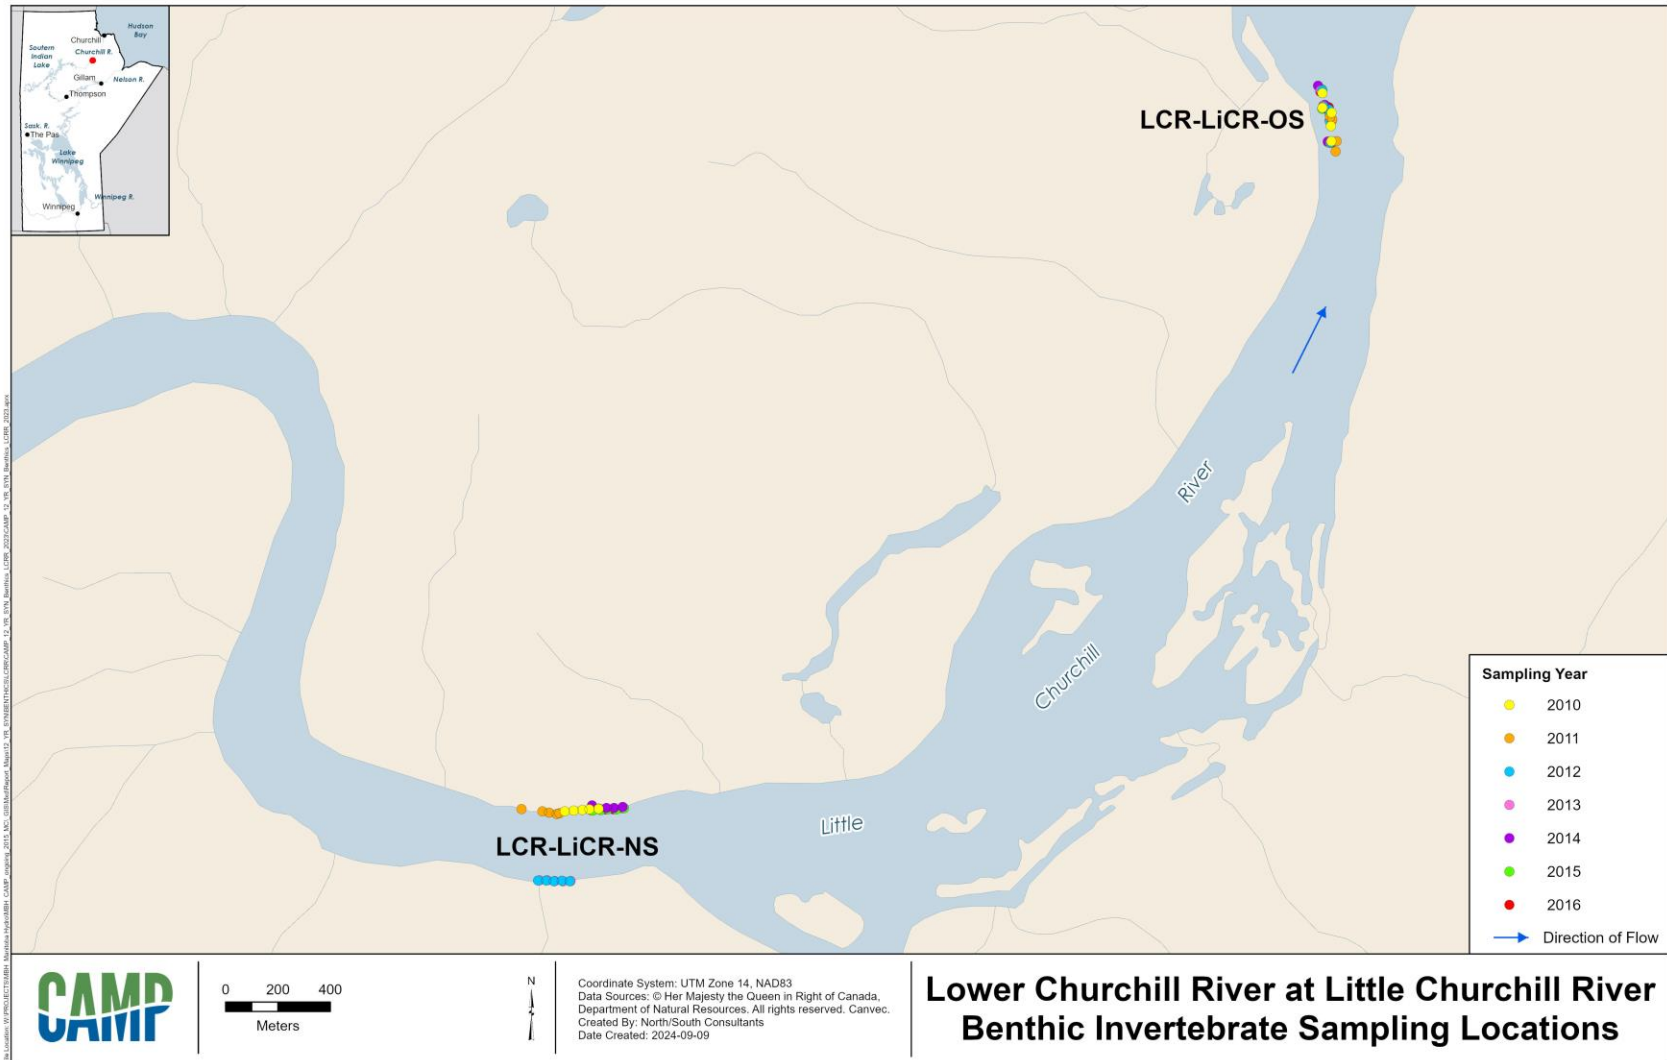 Hudson
Bay
Churchill
Soutern
Indian
Lake
Churchill R.
Gillam
Nelson R.
Thompson
Sask. R.
The Pas
Lake
Winnipeg
Winnipeg R.
Winnipeg
LCR-LiCR-OS
River
Churchill
Little
LCR-LiCR-NS
Sampling Year
2010
2011
2012
2013
2014
2015
2016
Direction of Flow
CAMP
0 200 400
Meters
N
Coordinate System: UTM Zone 14, NAD83
Data Sources: © Her Majesty the Queen in Right of Canada,
Department of Natural Resources. All rights reserved. Canvec.
Created By: North/South Consultants
Date Created: 2024-09-09
Lower Churchill River at Little Churchill River
Benthic Invertebrate Sampling Locations